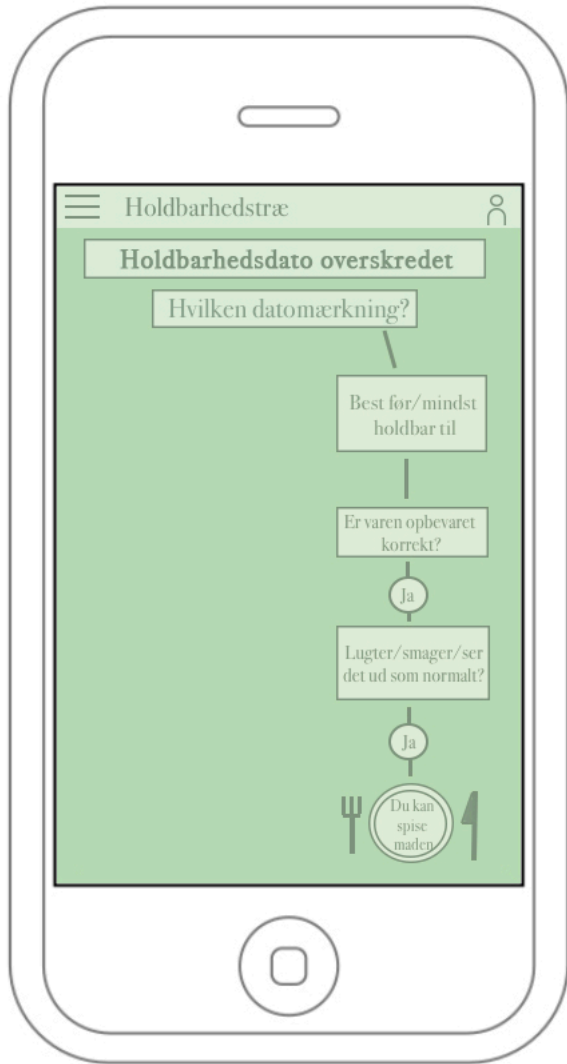 Holdbarhedstræ
Holdbarhedsdato overskredet
Hvilken datomærkning?
Best før/mindst
holdbar til
Er varen opbevaret
korrekt?
Ja
Lugter/smager/ser
det ud som normalt?
Ja
Du kan
spise
maden